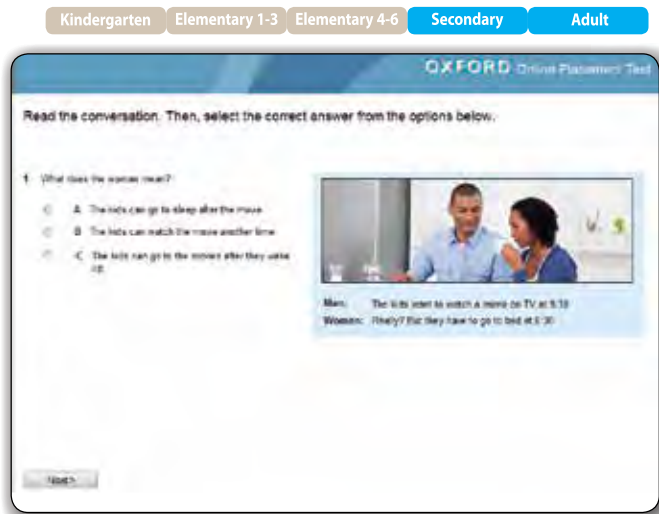 Kindergarten Elementary 1-3 Elementary 4-6 Secondary Adult
OXFORD Online Placement Test
Read the conversation. Then, select the correct answer from the options below.
1 What does the woman mean?
A The kids can go to sleep after the movie
B The kids can watch the movie another time
C The kids can go to the movies after they wake
up
Man: The kids want to watch a movie on TV at
Woman: Really? But they have to go to bed at
Next >